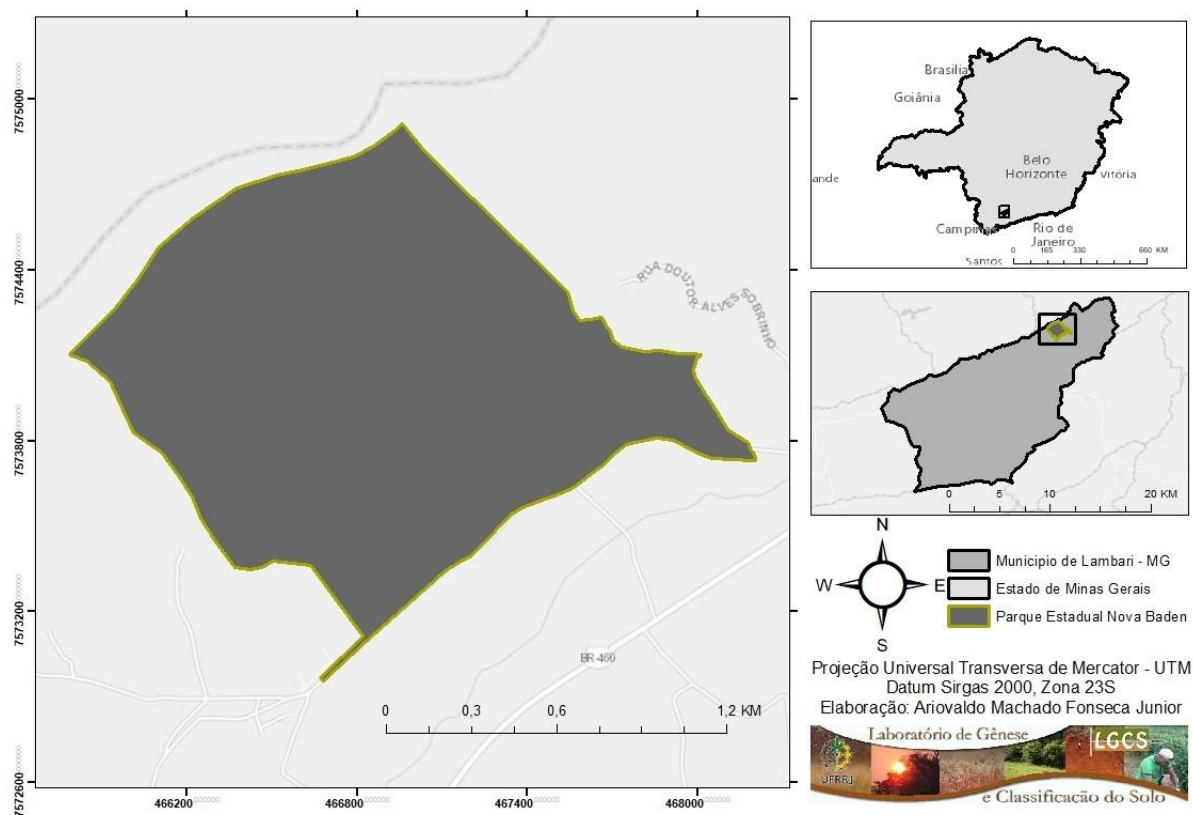 7575000
7574400
7573800
7573200
7572600
466200
466800
467400
468000
RUA DOUTOR ALVES SOBRINHO
BR-460
0 0,3 0,6 1,2 KM
Brasilia
Goiânia
Belo
Horizonte
Vitória
ande
Campinas
Rio de
Janeiro
Santos
0 165 330 660 KM
0 5 10 20 KM
N
W E
S
Municipio de Lambari - MG
Estado de Minas Gerais
Parque Estadual Nova Baden
Projeção Universal Transversa de Mercator - UTM
Datum Sirgas 2000, Zona 23S
Elaboração: Ariovaldo Machado Fonseca Junior
Laboratório de Gênese
LGCS
UFRRJ
e Classificação do Solo